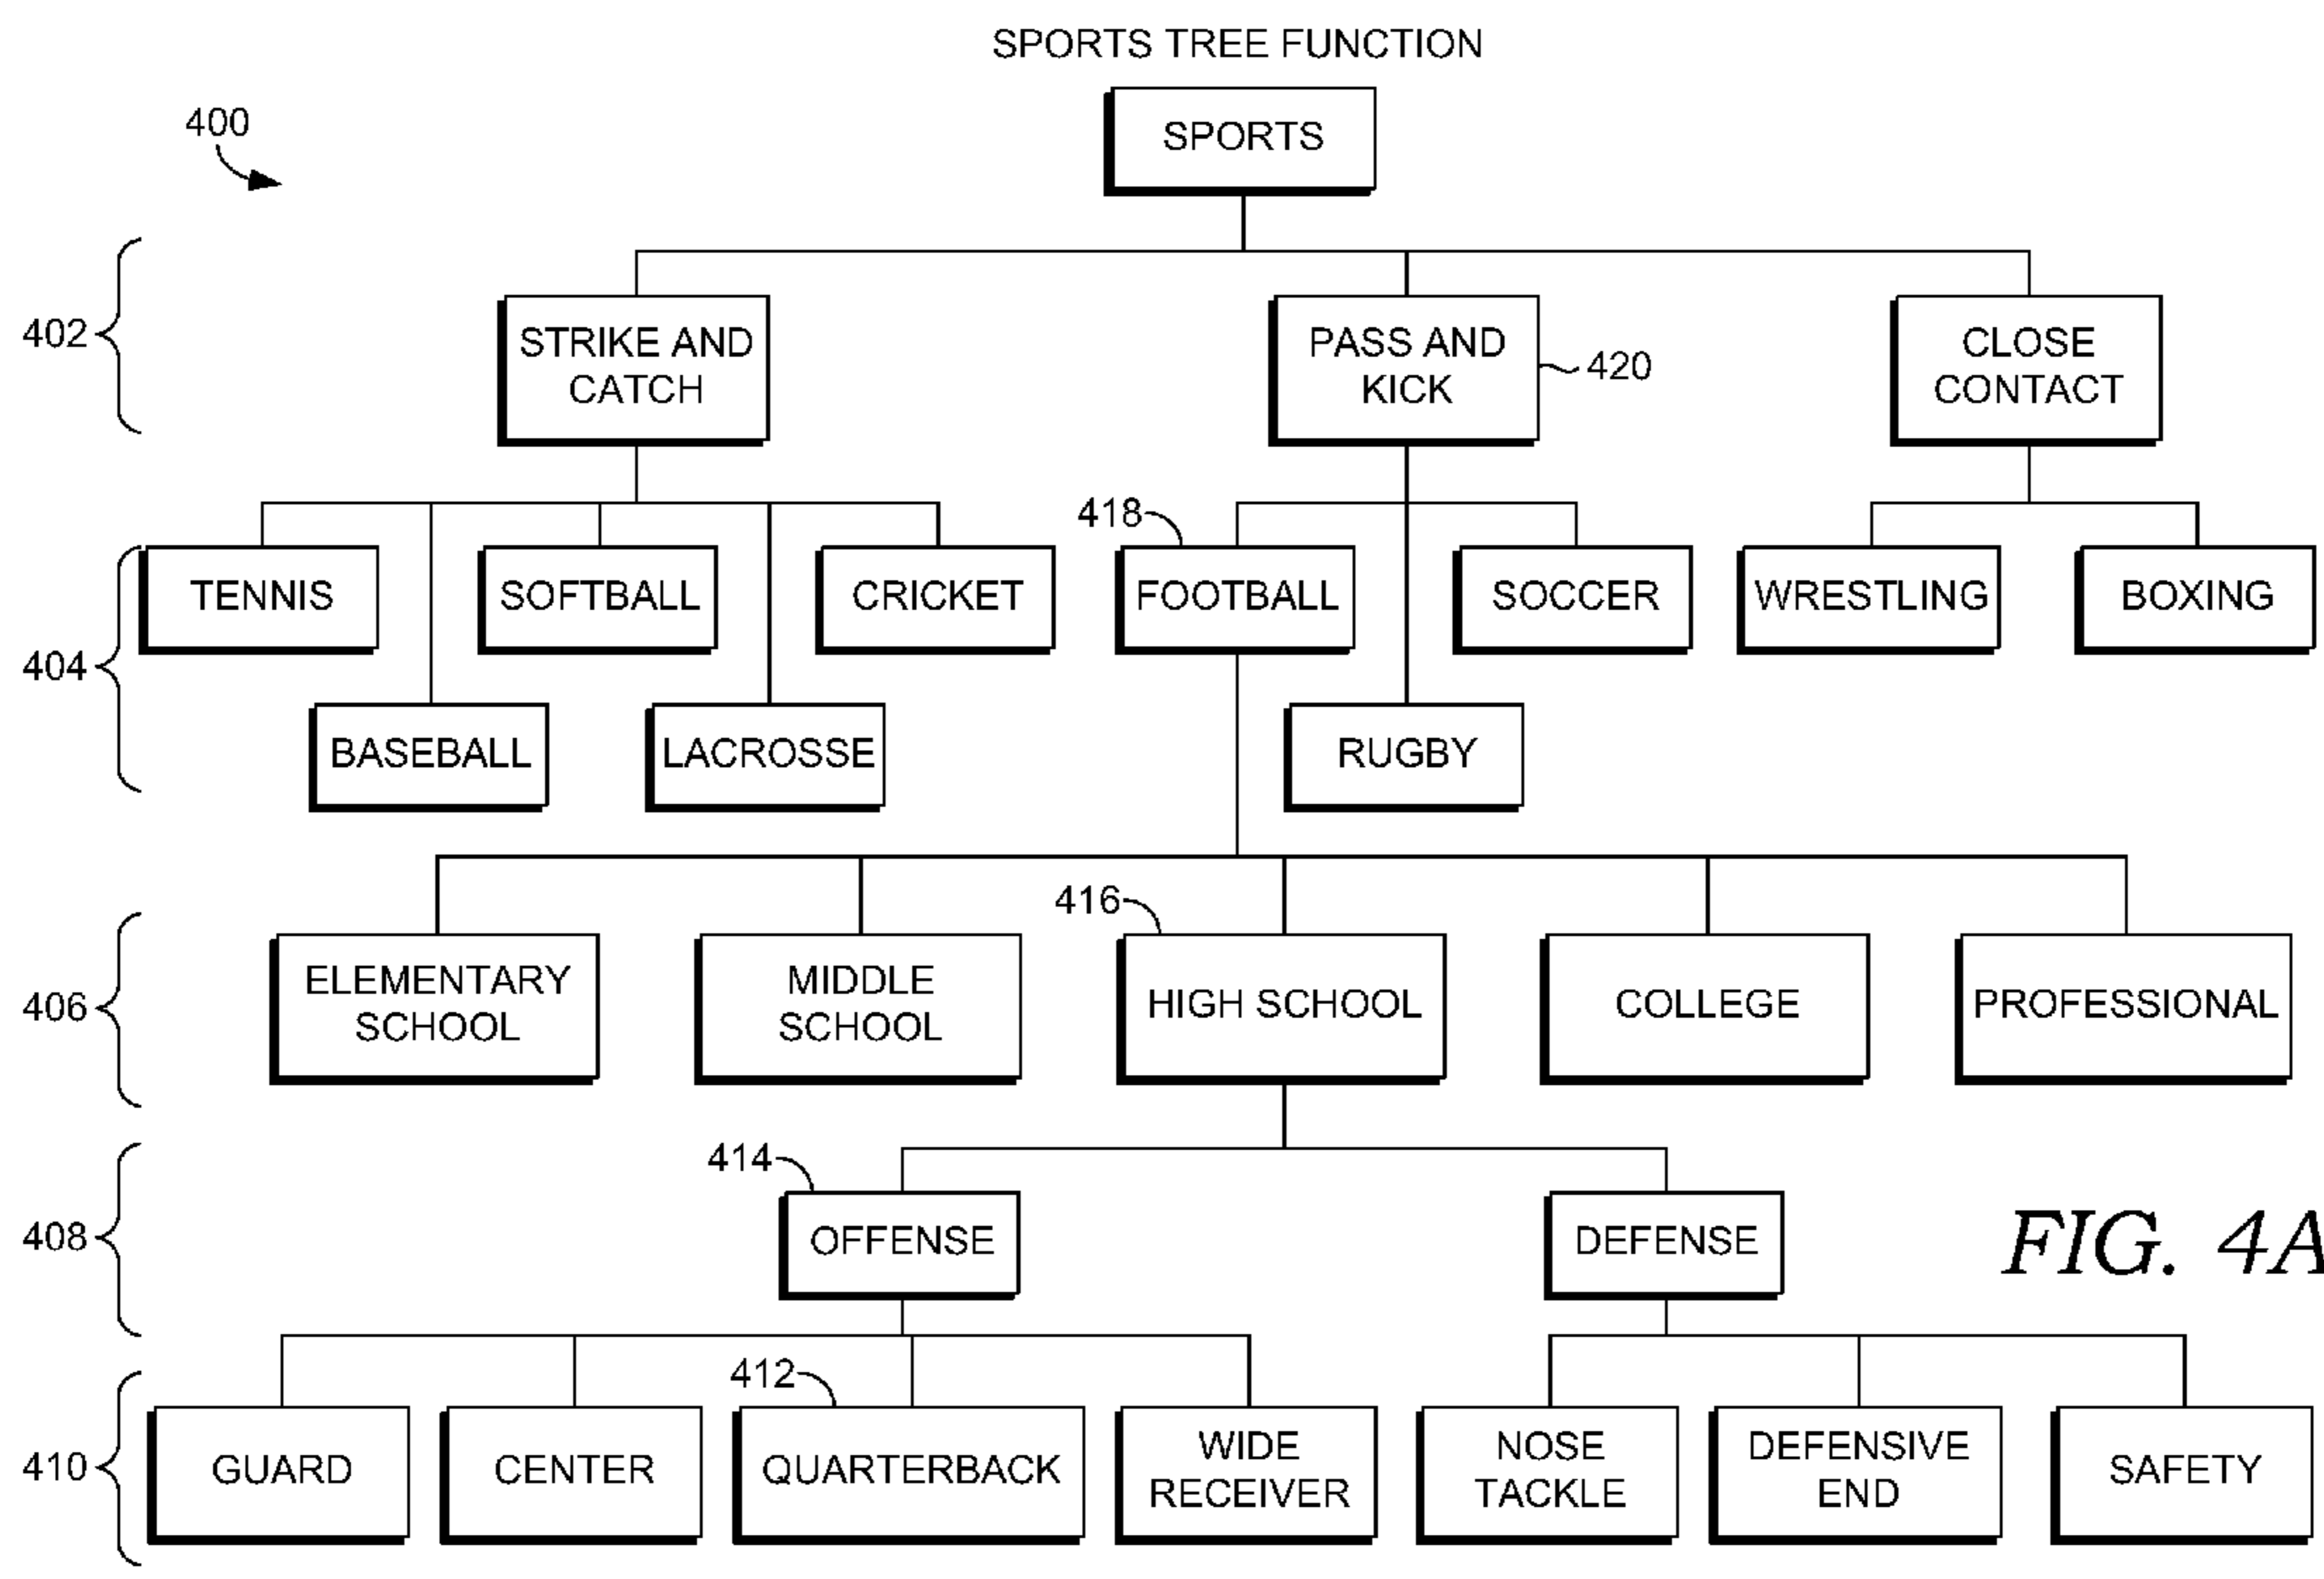 SPORTS TREE FUNCTION
400
SPORTS
402
STRIKE AND
CATCH
PASS AND
KICK
420
CLOSE
CONTACT
418
404
TENNIS
SOFTBALL
CRICKET
FOOTBALL
SOCCER
WRESTLING
BOXING
BASEBALL
LACROSSE
RUGBY
416
406
ELEMENTARY
SCHOOL
MIDDLE
SCHOOL
HIGH SCHOOL
COLLEGE
PROFESSIONAL
414
408
OFFENSE
DEFENSE
FIG. 4A
412
410
GUARD
CENTER
QUARTERBACK
WIDE
RECEIVER
NOSE
TACKLE
DEFENSIVE
END
SAFETY